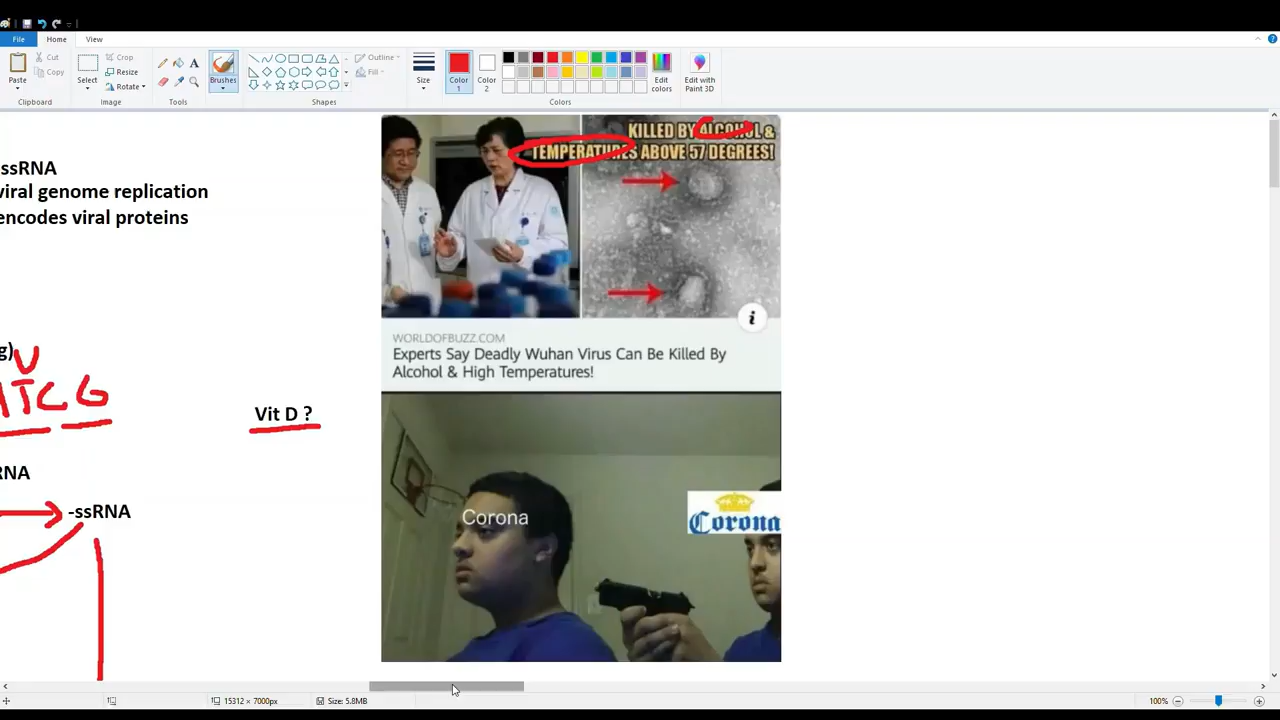 File
Home
View
Cut
Copy
Paste
Clipboard
Crop
Resize
Rotate
Select
Image
Tools
Brushes
Outline
Fill
Shapes
Size
Color
1
Color
2
Edit
colors
Edit with
Paint 3D
Colors
ssRNA
viral genome replication
encodes viral proteins
g)
U
ATCG
RNA
-ssRNA
Vit D ?
KILLED BY ALCOHOL &
TEMPERATURES ABOVE 57 DEGREES!
i
WORLDOFBUZZ.COM
Experts Say Deadly Wuhan Virus Can Be Killed By
Alcohol & High Temperatures!
Corona
Corona
15312 × 7000px
Size: 5.8MB
100%